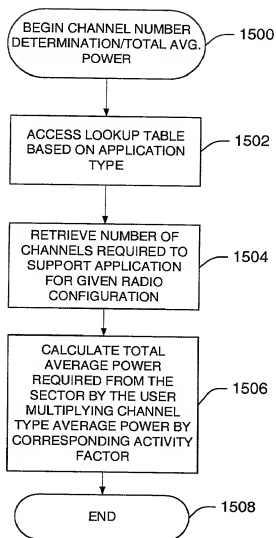 BEGIN CHANNEL NUMBER
DETERMINATION/TOTAL AVG.
POWER
1500
ACCESS LOOKUP TABLE
BASED ON APPLICATION
TYPE
1502
RETRIEVE NUMBER OF
CHANNELS REQUIRED TO
SUPPORT APPLICATION
FOR GIVEN RADIO
CONFIGURATION
1504
CALCULATE TOTAL
AVERAGE POWER
REQUIRED FROM THE
SECTOR BY THE USER
MULTIPLYING CHANNEL
TYPE AVERAGE POWER BY
CORRESPONDING ACTIVITY
FACTOR
1506
END
1508